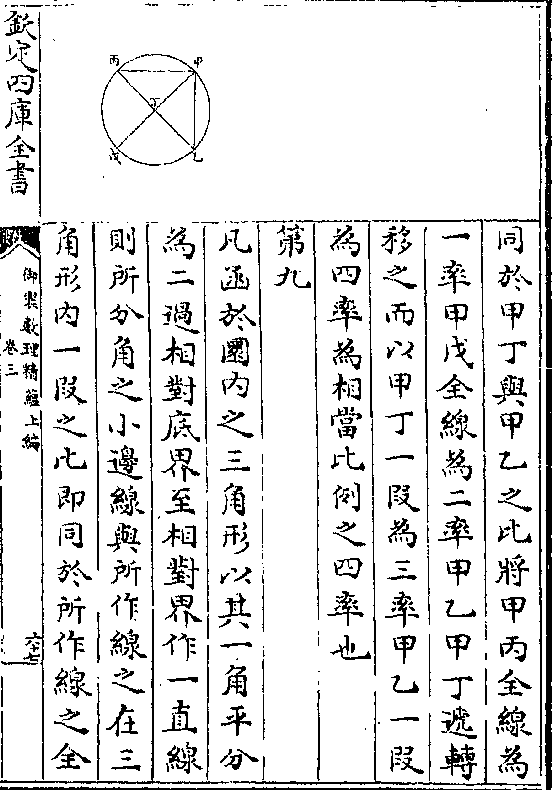 同於甲丁與甲乙之比將甲丙全線為
一率甲戊全線為二率甲乙甲丁遞轉
移之而以甲丁一段為三率甲乙一段
為四率為相當比例之四率也
第九
凡函於圜内之三角形以其一角平分
為二過相對底界至相對界作一直線
則所分角之小邊線與所作線之在三
角形内一段之比即同於所作線之全
甲
丙
丁
乙
戊
欽定四庫全書
御製數理精藴上編
卷三
六十七